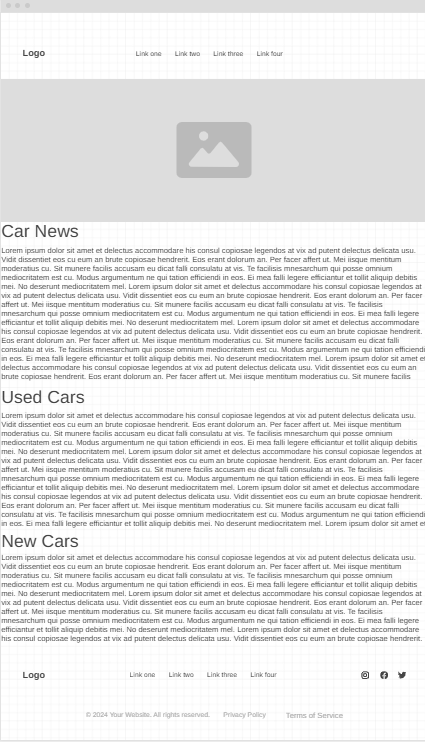 Logo
Link one Link two Link three Link four
Car News
Lorem ipsum dolor sit amet et delectus accommodare his consul copiosae legendos at vix ad putent delectus delicata usu.
Vidit dissentiet eos cu eum an brute copiosae hendrerit. Eos erant dolorum an. Per facer affert ut. Mei iisque mentitum
moderatius cu. Sit munere facilis accusam eu dicat falli consulatu at vis. Te facilisis mnesarchum qui posse omnium
mediocritatem est cu. Modus argumentum ne qui tation efficiendi in eos. Ei mea falli legere efficiantur et tollit aliquip debitis
mei. No deserunt mediocritatem mel. Lorem ipsum dolor sit amet et delectus accommodare his consul copiosae legendos at
vix ad putent delectus delicata usu. Vidit dissentiet eos cu eum an brute copiosae hendrerit. Eos erant dolorum an. Per facer
affert ut. Mei iisque mentitum moderatius cu. Sit munere facilis accusam eu dicat falli consulatu at vis. Te facilisis
mnesarchum qui posse omnium mediocritatem est cu. Modus argumentum ne qui tation efficiendi in eos. Ei mea falli legere
efficiantur et tollit aliquip debitis mei. No deserunt mediocritatem mel. Lorem ipsum dolor sit amet et delectus accommodare
his consul copiosae legendos at vix ad putent delectus delicata usu. Vidit dissentiet eos cu eum an brute copiosae hendrerit.
Eos erant dolorum an. Per facer affert ut. Mei iisque mentitum moderatius cu. Sit munere facilis accusam eu dicat falli
consulatu at vis. Te facilisis mnesarchum qui posse omnium mediocritatem est cu. Modus argumentum ne qui tation efficiendi
in eos. Ei mea falli legere efficiantur et tollit aliquip debitis mei. No deserunt mediocritatem mel. Lorem ipsum dolor sit amet et
delectus accommodare his consul copiosae legendos at vix ad putent delectus delicata usu. Vidit dissentiet eos cu eum an
brute copiosae hendrerit. Eos erant dolorum an. Per facer affert ut. Mei iisque mentitum moderatius cu. Sit munere facilis
Used Cars
Lorem ipsum dolor sit amet et delectus accommodare his consul copiosae legendos at vix ad putent delectus delicata usu.
Vidit dissentiet eos cu eum an brute copiosae hendrerit. Eos erant dolorum an. Per facer affert ut. Mei iisque mentitum
moderatius cu. Sit munere facilis accusam eu dicat falli consulatu at vis. Te facilisis mnesarchum qui posse omnium
mediocritatem est cu. Modus argumentum ne qui tation efficiendi in eos. Ei mea falli legere efficiantur et tollit aliquip debitis
mei. No deserunt mediocritatem mel. Lorem ipsum dolor sit amet et delectus accommodare his consul copiosae legendos at
vix ad putent delectus delicata usu. Vidit dissentiet eos cu eum an brute copiosae hendrerit. Eos erant dolorum an. Per facer
affert ut. Mei iisque mentitum moderatius cu. Sit munere facilis accusam eu dicat falli consulatu at vis. Te facilisis
mnesarchum qui posse omnium mediocritatem est cu. Modus argumentum ne qui tation efficiendi in eos. Ei mea falli legere
efficiantur et tollit aliquip debitis mei. No deserunt mediocritatem mel. Lorem ipsum dolor sit amet et delectus accommodare
his consul copiosae legendos at vix ad putent delectus delicata usu. Vidit dissentiet eos cu eum an brute copiosae hendrerit.
Eos erant dolorum an. Per facer affert ut. Mei iisque mentitum moderatius cu. Sit munere facilis accusam eu dicat falli
consulatu at vis. Te facilisis mnesarchum qui posse omnium mediocritatem est cu. Modus argumentum ne qui tation efficiendi
in eos. Ei mea falli legere efficiantur et tollit aliquip debitis mei. No deserunt mediocritatem mel. Lorem ipsum dolor sit amet et
New Cars
Lorem ipsum dolor sit amet et delectus accommodare his consul copiosae legendos at vix ad putent delectus delicata usu.
Vidit dissentiet eos cu eum an brute copiosae hendrerit. Eos erant dolorum an. Per facer affert ut. Mei iisque mentitum
moderatius cu. Sit munere facilis accusam eu dicat falli consulatu at vis. Te facilisis mnesarchum qui posse omnium
mediocritatem est cu. Modus argumentum ne qui tation efficiendi in eos. Ei mea falli legere efficiantur et tollit aliquip debitis
mei. No deserunt mediocritatem mel. Lorem ipsum dolor sit amet et delectus accommodare his consul copiosae legendos at
vix ad putent delectus delicata usu. Vidit dissentiet eos cu eum an brute copiosae hendrerit. Eos erant dolorum an. Per facer
affert ut. Mei iisque mentitum moderatius cu. Sit munere facilis accusam eu dicat falli consulatu at vis. Te facilisis
mnesarchum qui posse omnium mediocritatem est cu. Modus argumentum ne qui tation efficiendi in eos. Ei mea falli legere
efficiantur et tollit aliquip debitis mei. No deserunt mediocritatem mel. Lorem ipsum dolor sit amet et delectus accommodare
his consul copiosae legendos at vix ad putent delectus delicata usu. Vidit dissentiet eos cu eum an brute copiosae hendrerit.
Logo
Link one Link two Link three Link four
© 2024 Your Website. All rights reserved. Privacy Policy Terms of Service